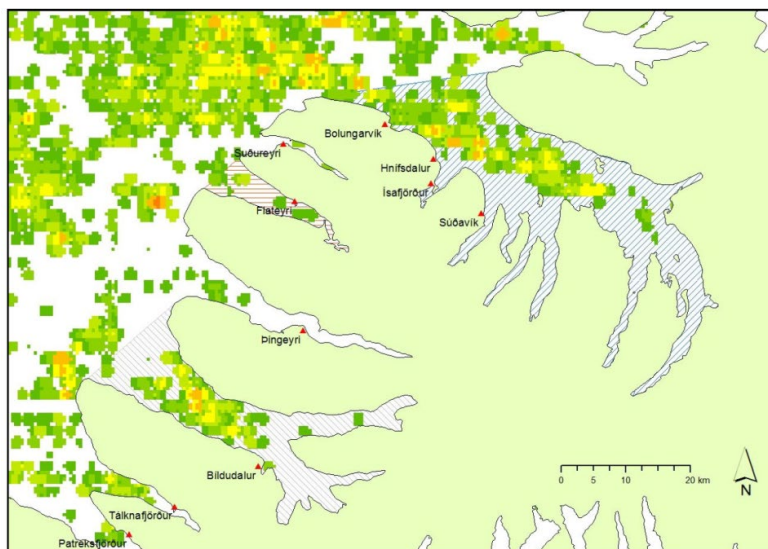 Bolungarvík
Suðureyri
Hnífsdalur
Ísafjörður
Flateyri
Súðavík
Þingeyri
Bíldudalur
0 5 10 20 km
N
Tálknafjörður
Patreksfjörður